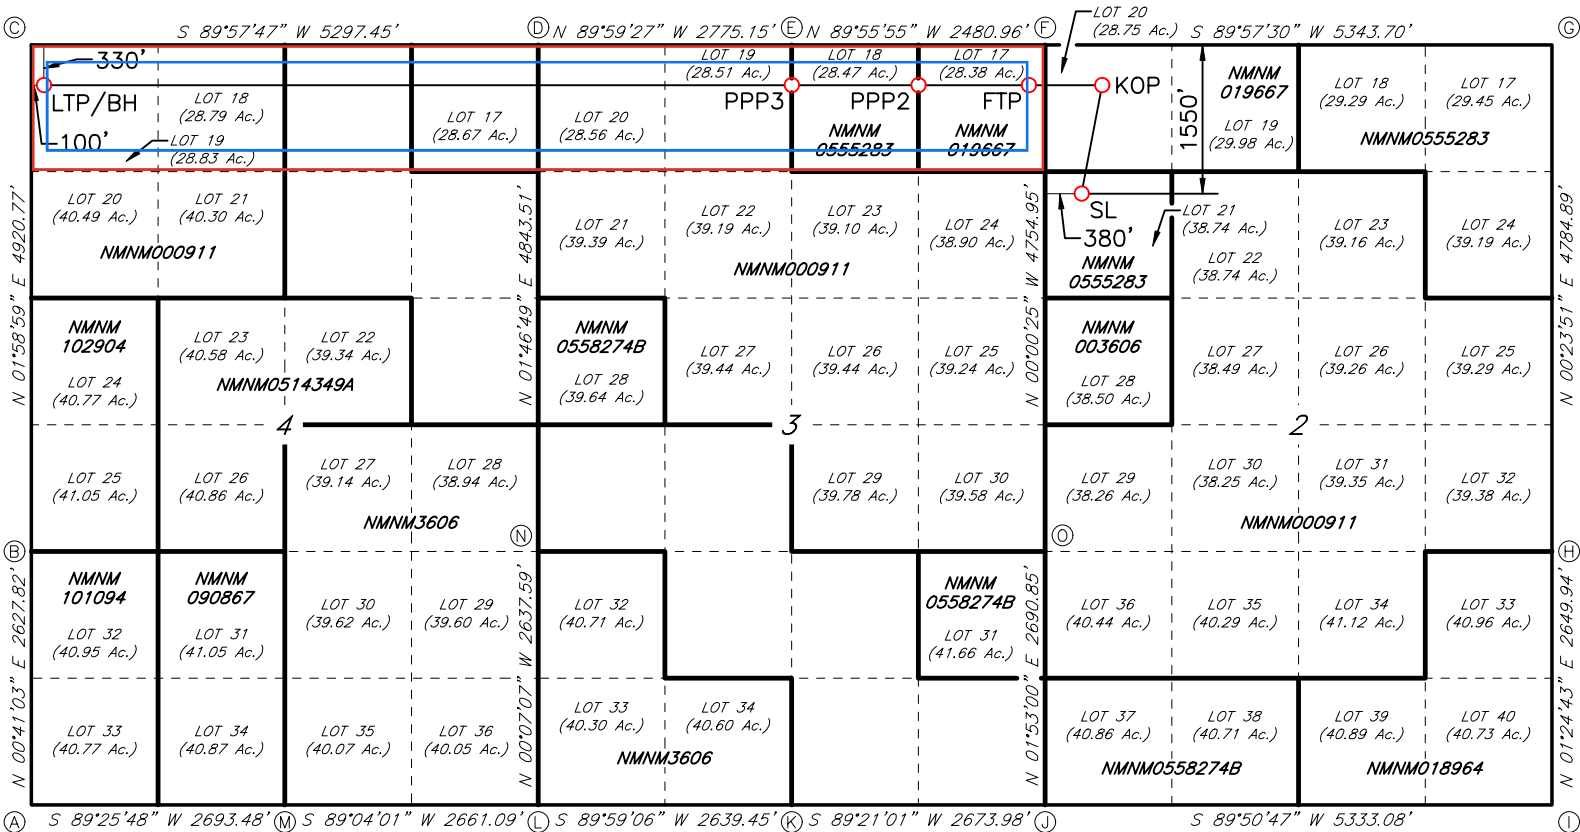 C
S 89°57'47" W 5297.45'
D
N 89°59'27" W 2775.15'
E
N 89°55'55" W 2480.96'
F
LOT 20
(28.75 Ac.)
S 89°57'30" W 5343.70'
G
330'
LTP/BH
100'
LOT 18
(28.79 Ac.)
LOT 19
(28.83 Ac.)
LOT 17
(28.67 Ac.)
LOT 20
(28.56 Ac.)
LOT 19
(28.51 Ac.)
PPP3
LOT 18
(28.47 Ac.)
PPP2
NMNM
0555283
LOT 17
(28.38 Ac.)
FTP
NMNM
019667
KOP
1550'
NMNM
019667
LOT 19
(29.98 Ac.)
LOT 18
(29.29 Ac.)
LOT 17
(29.45 Ac.)
NMNM0555283
N 01°58'59" E 4920.77'
LOT 20
(40.49 Ac.)
LOT 21
(40.30 Ac.)
NMNM000911
N 01°46'49" E 4843.51'
LOT 21
(39.39 Ac.)
LOT 22
(39.19 Ac.)
LOT 23
(39.10 Ac.)
LOT 24
(38.90 Ac.)
NMNM000911
N 00°00'25" W 4754.95'
SL
380'
NMNM
0555283
LOT 21
(38.74 Ac.)
LOT 22
(38.74 Ac.)
LOT 23
(39.16 Ac.)
LOT 24
(39.19 Ac.)
N 00°23'51" E 4784.89'
NMNM
102904
LOT 24
(40.77 Ac.)
LOT 23
(40.58 Ac.)
LOT 22
(39.34 Ac.)
NMNM0514349A
NMNM
0558274B
LOT 28
(39.64 Ac.)
LOT 27
(39.44 Ac.)
LOT 26
(39.44 Ac.)
LOT 25
(39.24 Ac.)
NMNM
003606
LOT 28
(38.50 Ac.)
LOT 27
(38.49 Ac.)
LOT 26
(39.26 Ac.)
LOT 25
(39.29 Ac.)
4
3
2
LOT 25
(41.05 Ac.)
LOT 26
(40.86 Ac.)
LOT 27
(39.14 Ac.)
LOT 28
(38.94 Ac.)
NMNM3606
LOT 29
(39.78 Ac.)
LOT 30
(39.58 Ac.)
LOT 29
(38.26 Ac.)
LOT 30
(38.25 Ac.)
LOT 31
(39.35 Ac.)
LOT 32
(39.38 Ac.)
NMNM000911
B
N
O
H
N 00°41'03" E 2627.82'
NMNM
101094
LOT 32
(40.95 Ac.)
NMNM
090867
LOT 31
(41.05 Ac.)
LOT 30
(39.62 Ac.)
LOT 29
(39.60 Ac.)
N 00°07'07" W 2637.59'
LOT 32
(40.71 Ac.)
NMNM
0558274B
LOT 31
(41.66 Ac.)
N 01°53'00" E 2690.85'
LOT 36
(40.44 Ac.)
LOT 35
(40.29 Ac.)
LOT 34
(41.12 Ac.)
LOT 33
(40.96 Ac.)
N 01°24'43" E 2649.94'
LOT 33
(40.77 Ac.)
LOT 34
(40.87 Ac.)
LOT 35
(40.07 Ac.)
LOT 36
(40.05 Ac.)
LOT 33
(40.30 Ac.)
LOT 34
(40.60 Ac.)
NMNM3606
LOT 37
(40.86 Ac.)
LOT 38
(40.71 Ac.)
NMNM0558274B
LOT 39
(40.89 Ac.)
LOT 40
(40.73 Ac.)
NMNM018964
A
S 89°25'48" W 2693.48'
M
S 89°04'01" W 2661.09'
L
S 89°59'06" W 2639.45'
K
S 89°21'01" W 2673.98'
J
S 89°50'47" W 5333.08'
I